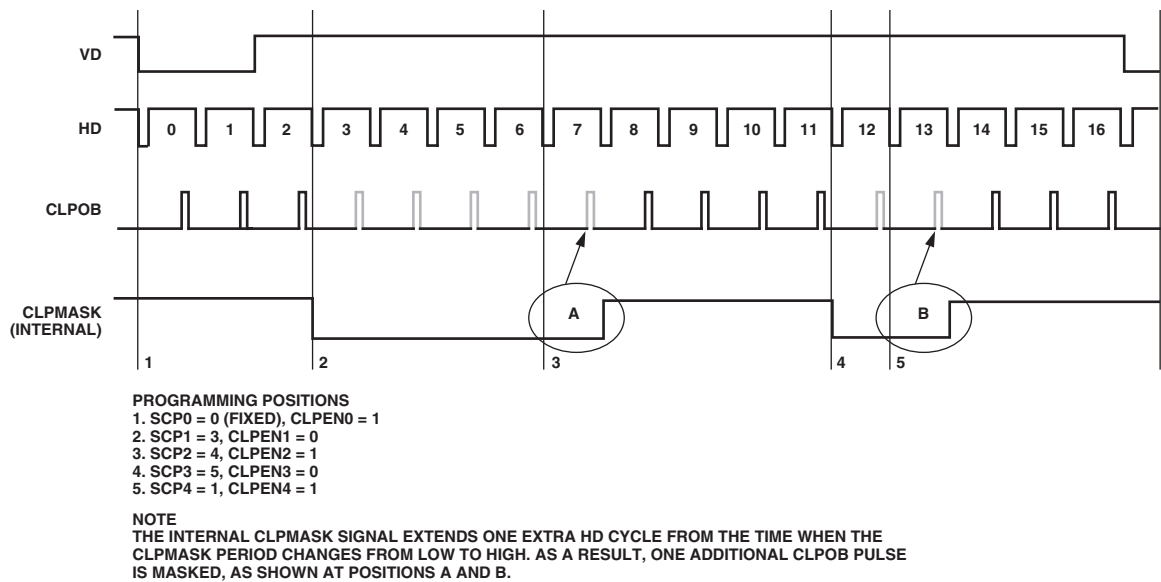 VD
HD
0 1 2 3 4 5 6 7 8 9 10 11 12 13 14 15 16
CLPOB
A B
CLPMASK
(INTERNAL)
1 2 3 4 5
PROGRAMMING POSITIONS
1. SCP0 = 0 (FIXED), CLPEN0 = 1
2. SCP1 = 3, CLPEN1 = 0
3. SCP2 = 4, CLPEN2 = 1
4. SCP3 = 5, CLPEN3 = 0
5. SCP4 = 1, CLPEN4 = 1
NOTE
THE INTERNAL CLPMASK SIGNAL EXTENDS ONE EXTRA HD CYCLE FROM THE TIME WHEN THE
CLPMASK PERIOD CHANGES FROM LOW TO HIGH. AS A RESULT, ONE ADDITIONAL CLPOB PULSE
IS MASKED, AS SHOWN AT POSITIONS A AND B.